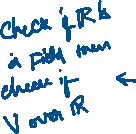 Check if R is
a field then
check if ←
V over R